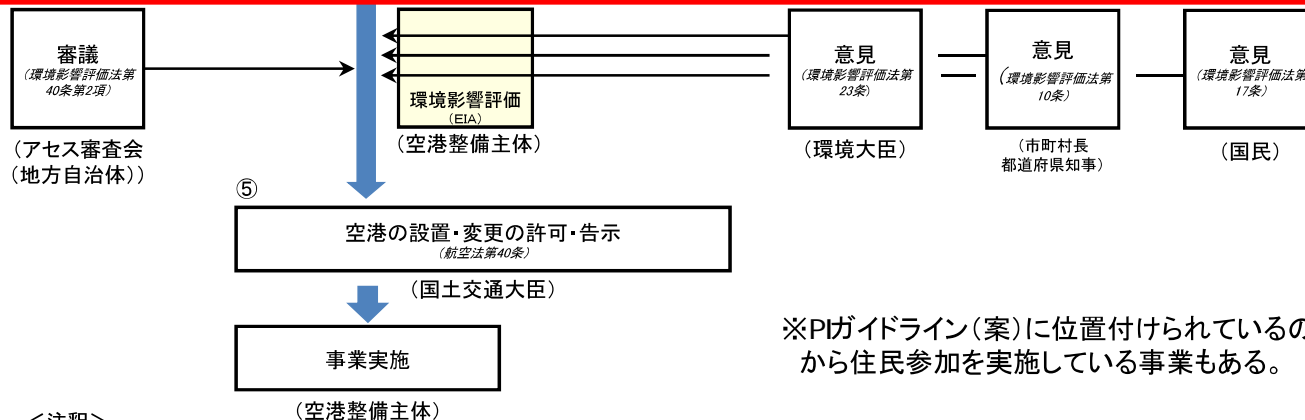 審議
(環境影響評価法第
40条第2項)
(アセス審査会
(地方自治体))
環境影響評価
(EIA)
(空港整備主体)
意見
(環境影響評価法第
23条)
(環境大臣)
意見
(環境影響評価法第
10条)
(市町村長
都道府県知事)
意見
(環境影響評価法第
17条)
(国民)
⑤
空港の設置・変更の許可・告示
(航空法第40条)
(国土交通大臣)
事業実施
(空港整備主体)
※PIガイドライン(案)に位置付けられているの
から住民参加を実施している事業もある。
<注釈>